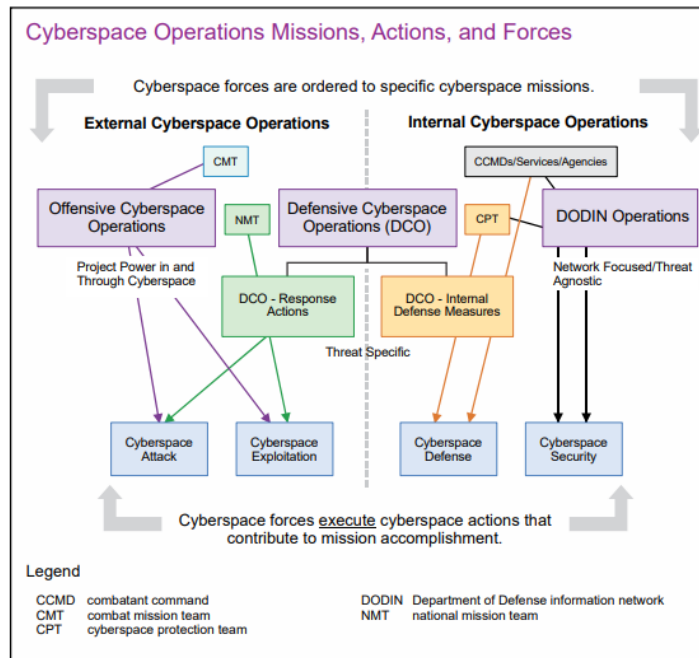 Cyberspace Operations Missions, Actions, and Forces
Cyberspace forces are ordered to specific cyberspace missions.
External Cyberspace Operations
Internal Cyberspace Operations
CMT
CCMDs/Services/Agencies
Offensive Cyberspace
Operations
NMT
Defensive Cyberspace
Operations (DCO)
CPT
DODIN Operations
Project Power in and
Through Cyberspace
Network Focused/Threat
Agnostic
DCO - Response
Actions
DCO - Internal
Defense Measures
Threat Specific
Cyberspace
Attack
Cyberspace
Exploitation
Cyberspace
Defense
Cyberspace
Security
Cyberspace forces execute cyberspace actions that
contribute to mission accomplishment.
Legend
CCMD combatant command
CMT combat mission team
CPT cyberspace protection team
DODIN Department of Defense information network
NMT national mission team